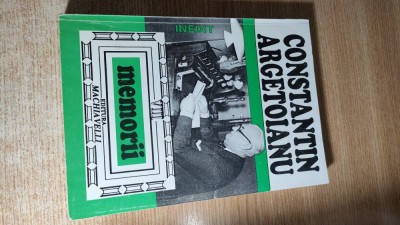 CONSTANTIN
ARGETOIANU
INEDIT
memorii
EDITURA
MACHIAVELLI